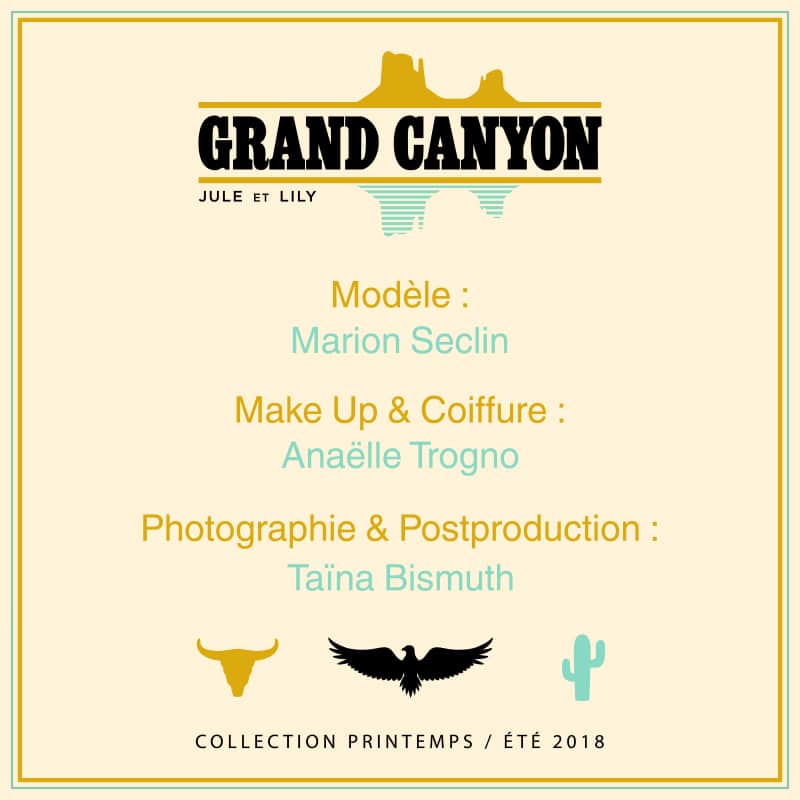 GRAND CANYON
JULE ET LILY
Modèle :
Marion Seclin
Make Up & Coiffure :
Anaëlle Trogno
Photographie & Postproduction :
Taïna Bismuth
COLLECTION PRINTEMPS / ÉTÉ 2018